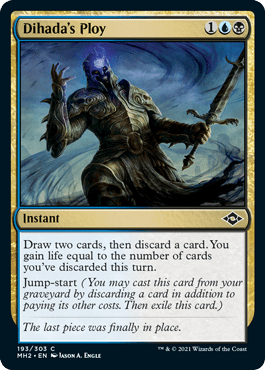 Dihada's Ploy 1
Instant
Draw two cards, then discard a card. You
gain life equal to the number of cards
you've discarded this turn.
Jump-start (You may cast this card from your
graveyard by discarding a card in addition to
paying its other costs. Then exile this card.)
The last piece was finally in place.
193/303 C
MH2 • EN Jason A. Engle
™ & © 2021 Wizards of the Coast